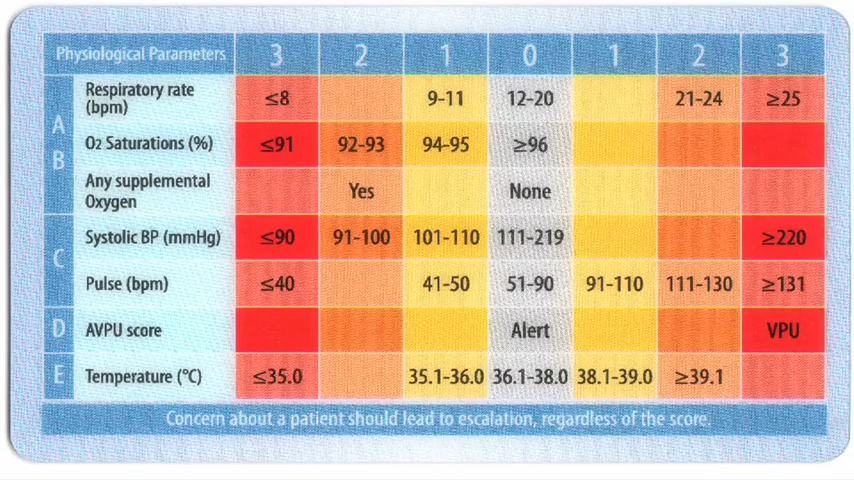 Physiological Parameters 3 2 1 0 1 2 3
A
B
Respiratory rate
(bpm) ≤8 9-11 12-20 21-24 ≥25
O2 Saturations (%) ≤91 92-93 94-95 ≥96
Any supplemental
Oxygen Yes None
C
Systolic BP (mmHg) ≤90 91-100 101-110 111-219 ≥220
Pulse (bpm) ≤40 41-50 51-90 91-110 111-130 ≥131
D AVPU score Alert VPU
E Temperature (°C) ≤35.0 35.1-36.0 36.1-38.0 38.1-39.0 ≥39.1
Concern about a patient should lead to escalation, regardless of the score.